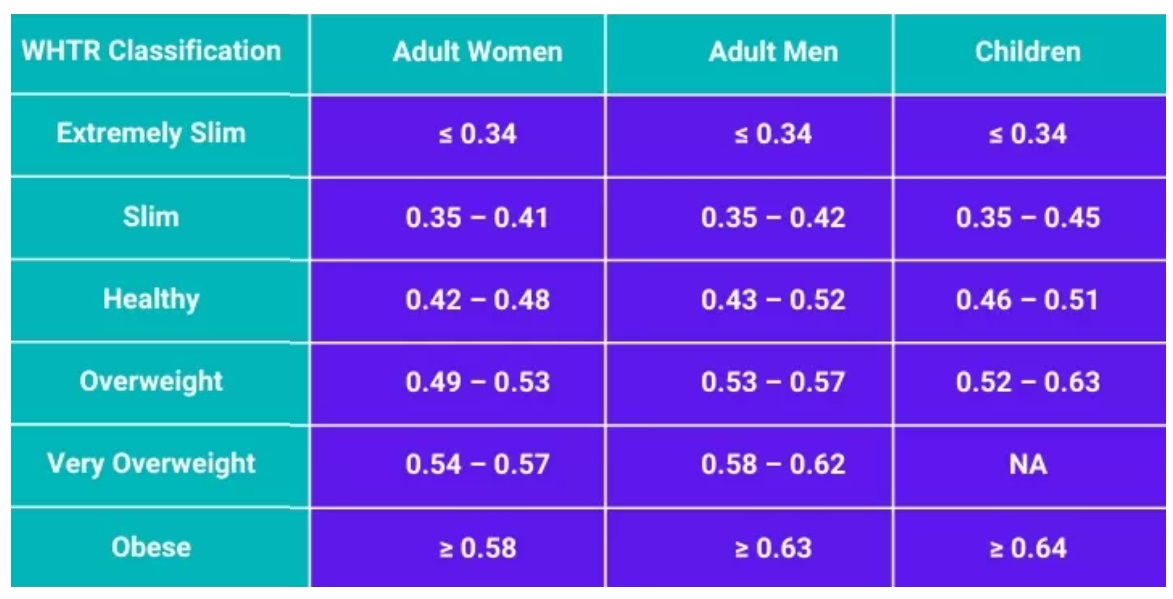 WHTR Classification Adult Women Adult Men Children
Extremely Slim ≤ 0.34 ≤ 0.34 ≤ 0.34
Slim 0.35 – 0.41 0.35 – 0.42 0.35 – 0.45
Healthy 0.42 – 0.48 0.43 – 0.52 0.46 – 0.51
Overweight 0.49 – 0.53 0.53 – 0.57 0.52 – 0.63
Very Overweight 0.54 – 0.57 0.58 – 0.62 NA
Obese ≥ 0.58 ≥ 0.63 ≥ 0.64